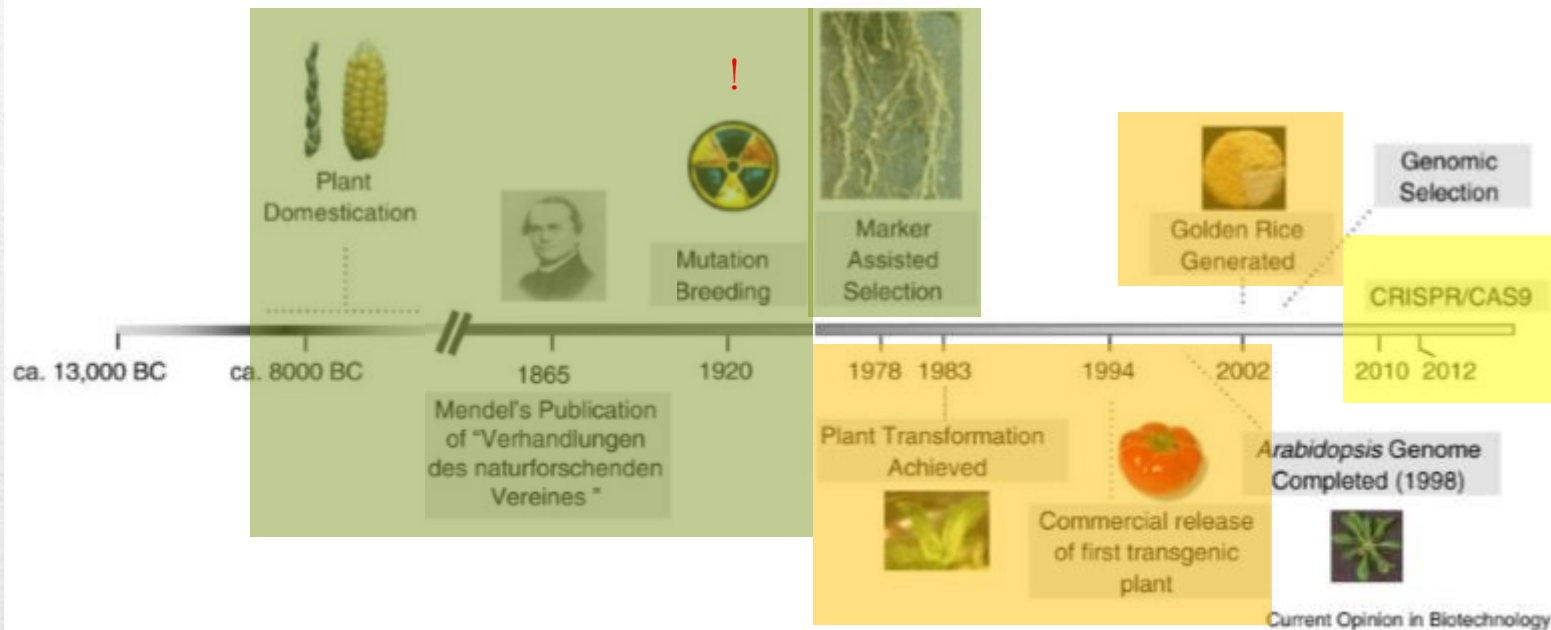 !
Plant
Domestication
Mutation
Breeding
Marker
Assisted
Selection
Golden Rice
Generated
Genomic
Selection
CRISPR/CAS9
ca. 13,000 BC
ca. 8000 BC
1865
1920
1978
1983
1994
2002
2010
2012
Mendel's Publication
of "Verhandlungen
des naturforschenden
Vereines "
Plant Transformation
Achieved
Commercial release
of first transgenic
plant
Arabidopsis Genome
Completed (1998)
Current Opinion in Biotechnology